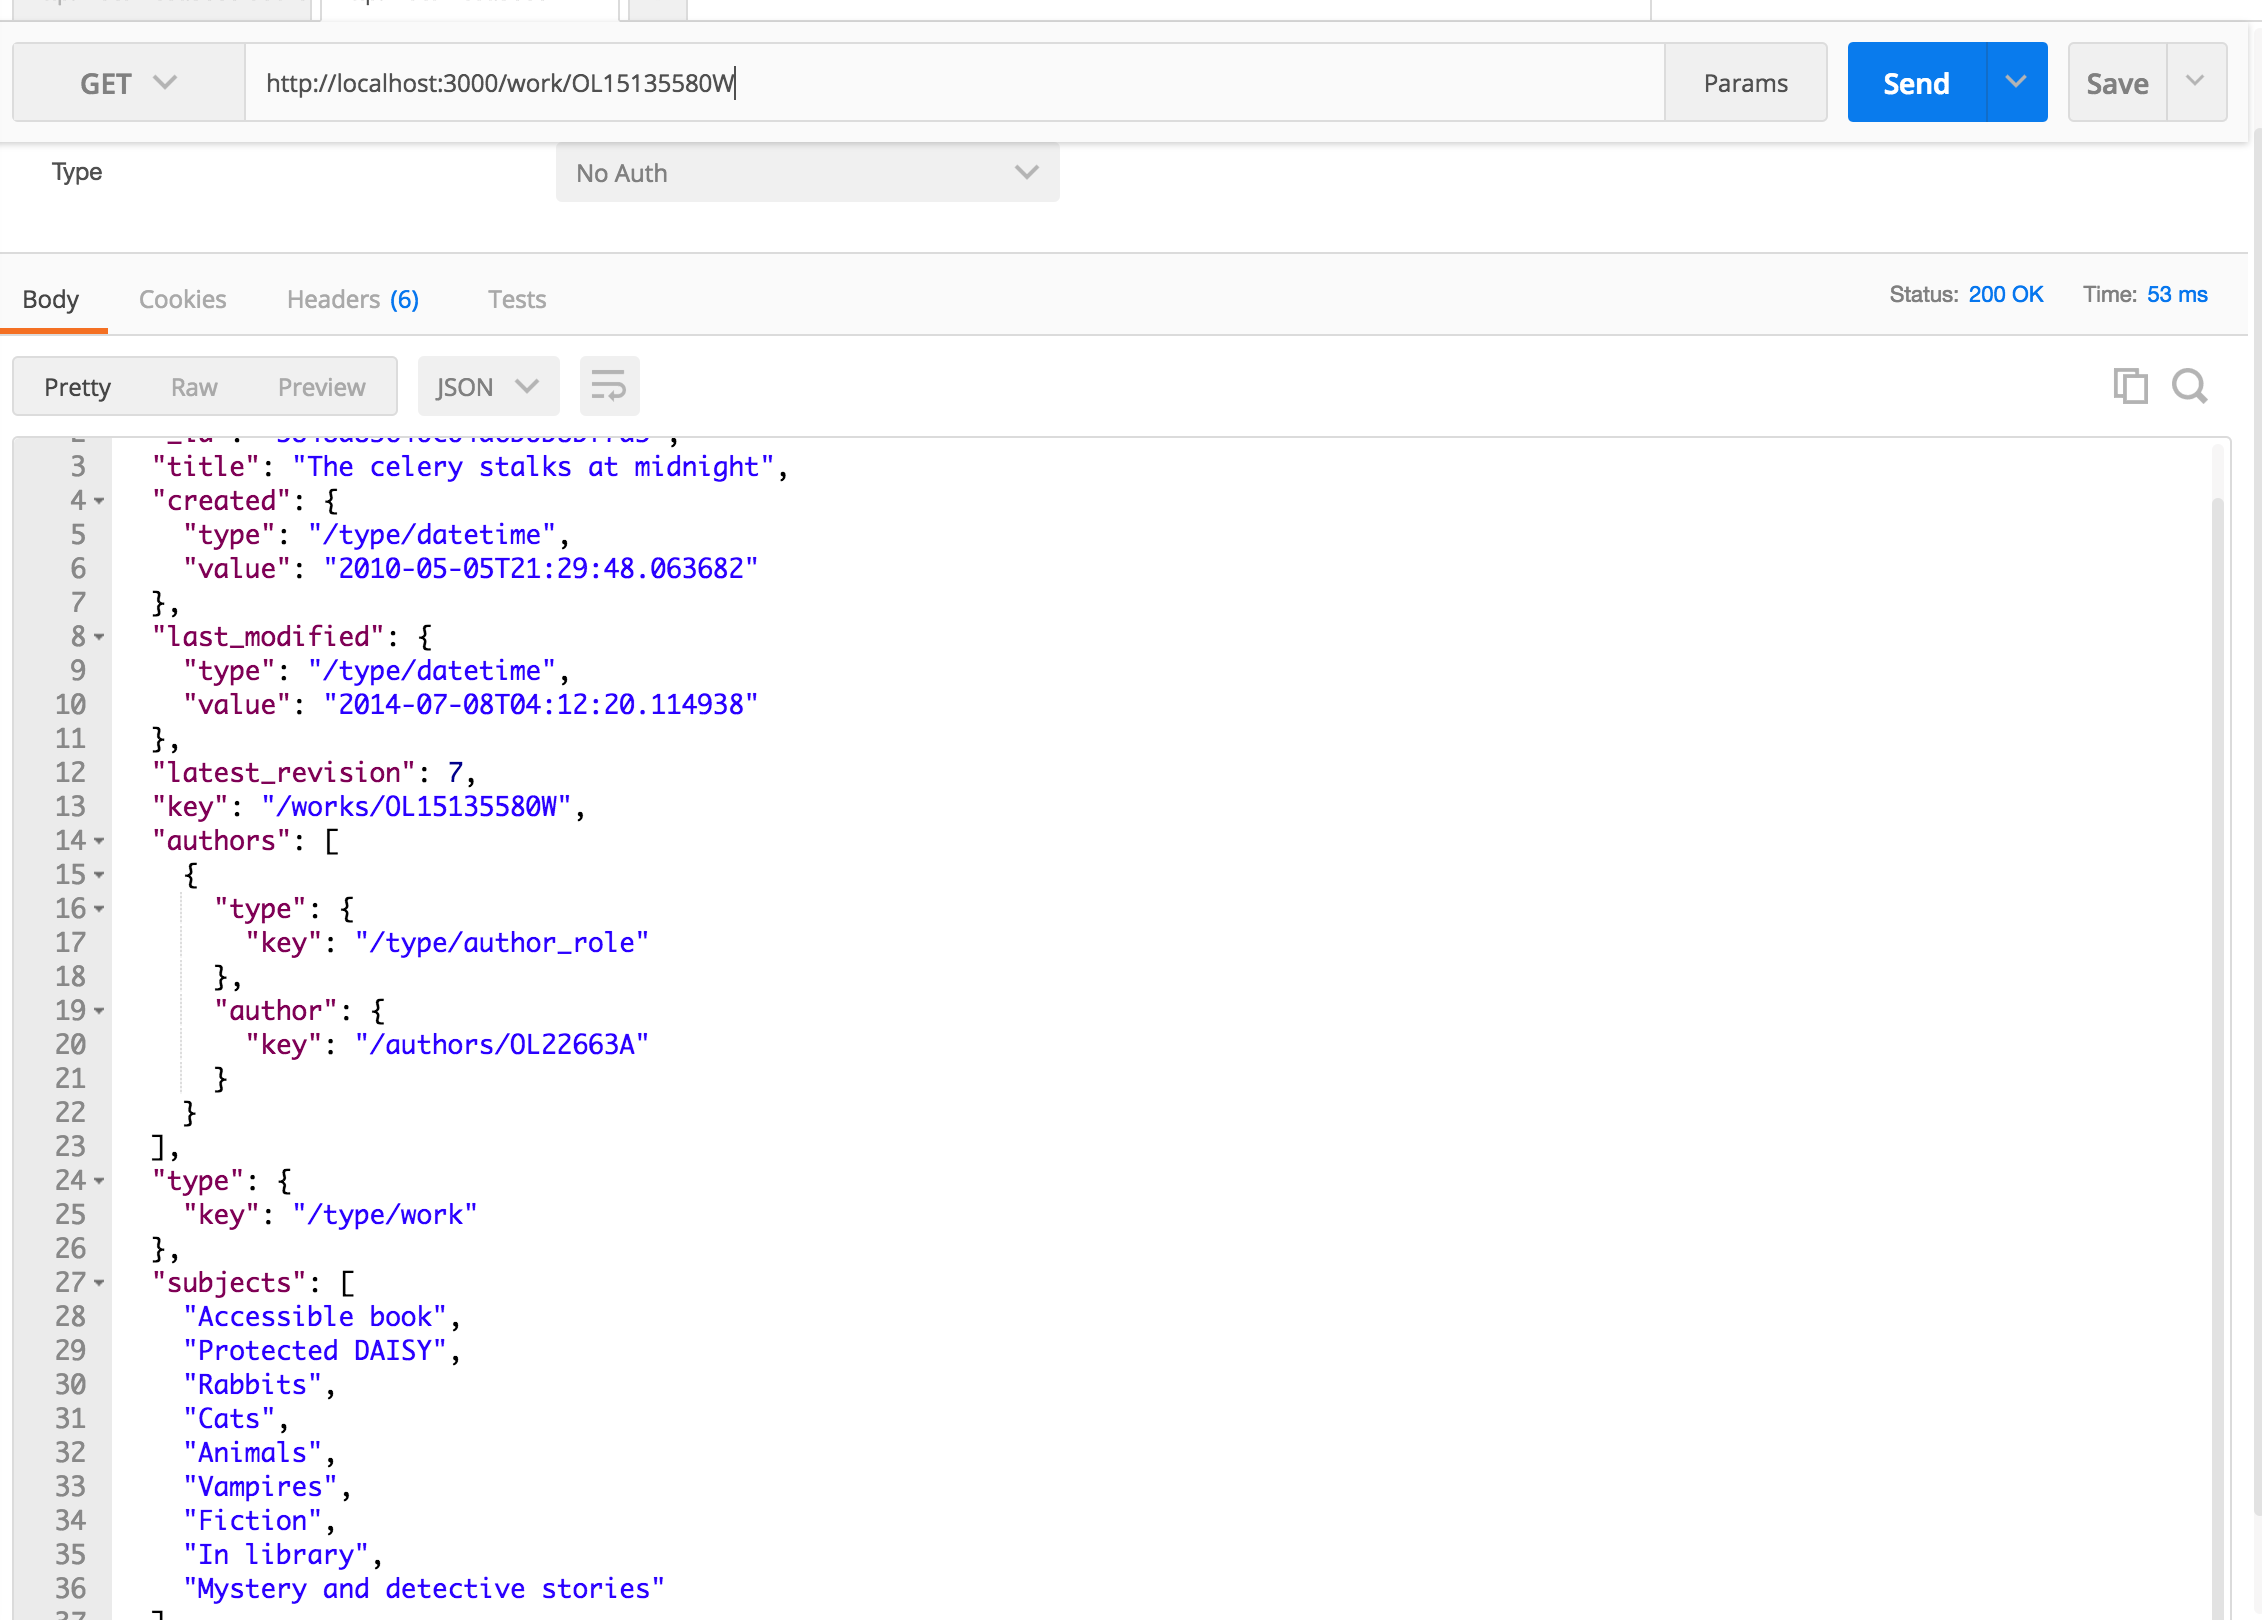 GET
http://localhost:3000/work/OL15135580W
Params
Send
Save
Type
No Auth
Body
Cookies
Headers (6)
Tests
Status: 200 OK
Time: 53 ms
Pretty
Raw
Preview
JSON
3 "title": "The celery stalks at midnight",
4 "created": {
5 "type": "/type/datetime",
6 "value": "2010-05-05T21:29:48.063682"
7 },
8 "last_modified": {
9 "type": "/type/datetime",
10 "value": "2014-07-08T04:12:20.114938"
11 },
12 "latest_revision": 7,
13 "key": "/works/OL15135580W",
14 "authors": [
15 {
16 "type": {
17 "key": "/type/author_role"
18 },
19 "author": {
20 "key": "/authors/OL22663A"
21 }
22 }
23 ],
24 "type": {
25 "key": "/type/work"
26 },
27 "subjects": [
28 "Accessible book",
29 "Protected DAISY",
30 "Rabbits",
31 "Cats",
32 "Animals",
33 "Vampires",
34 "Fiction",
35 "In library",
36 "Mystery and detective stories"
37 ]